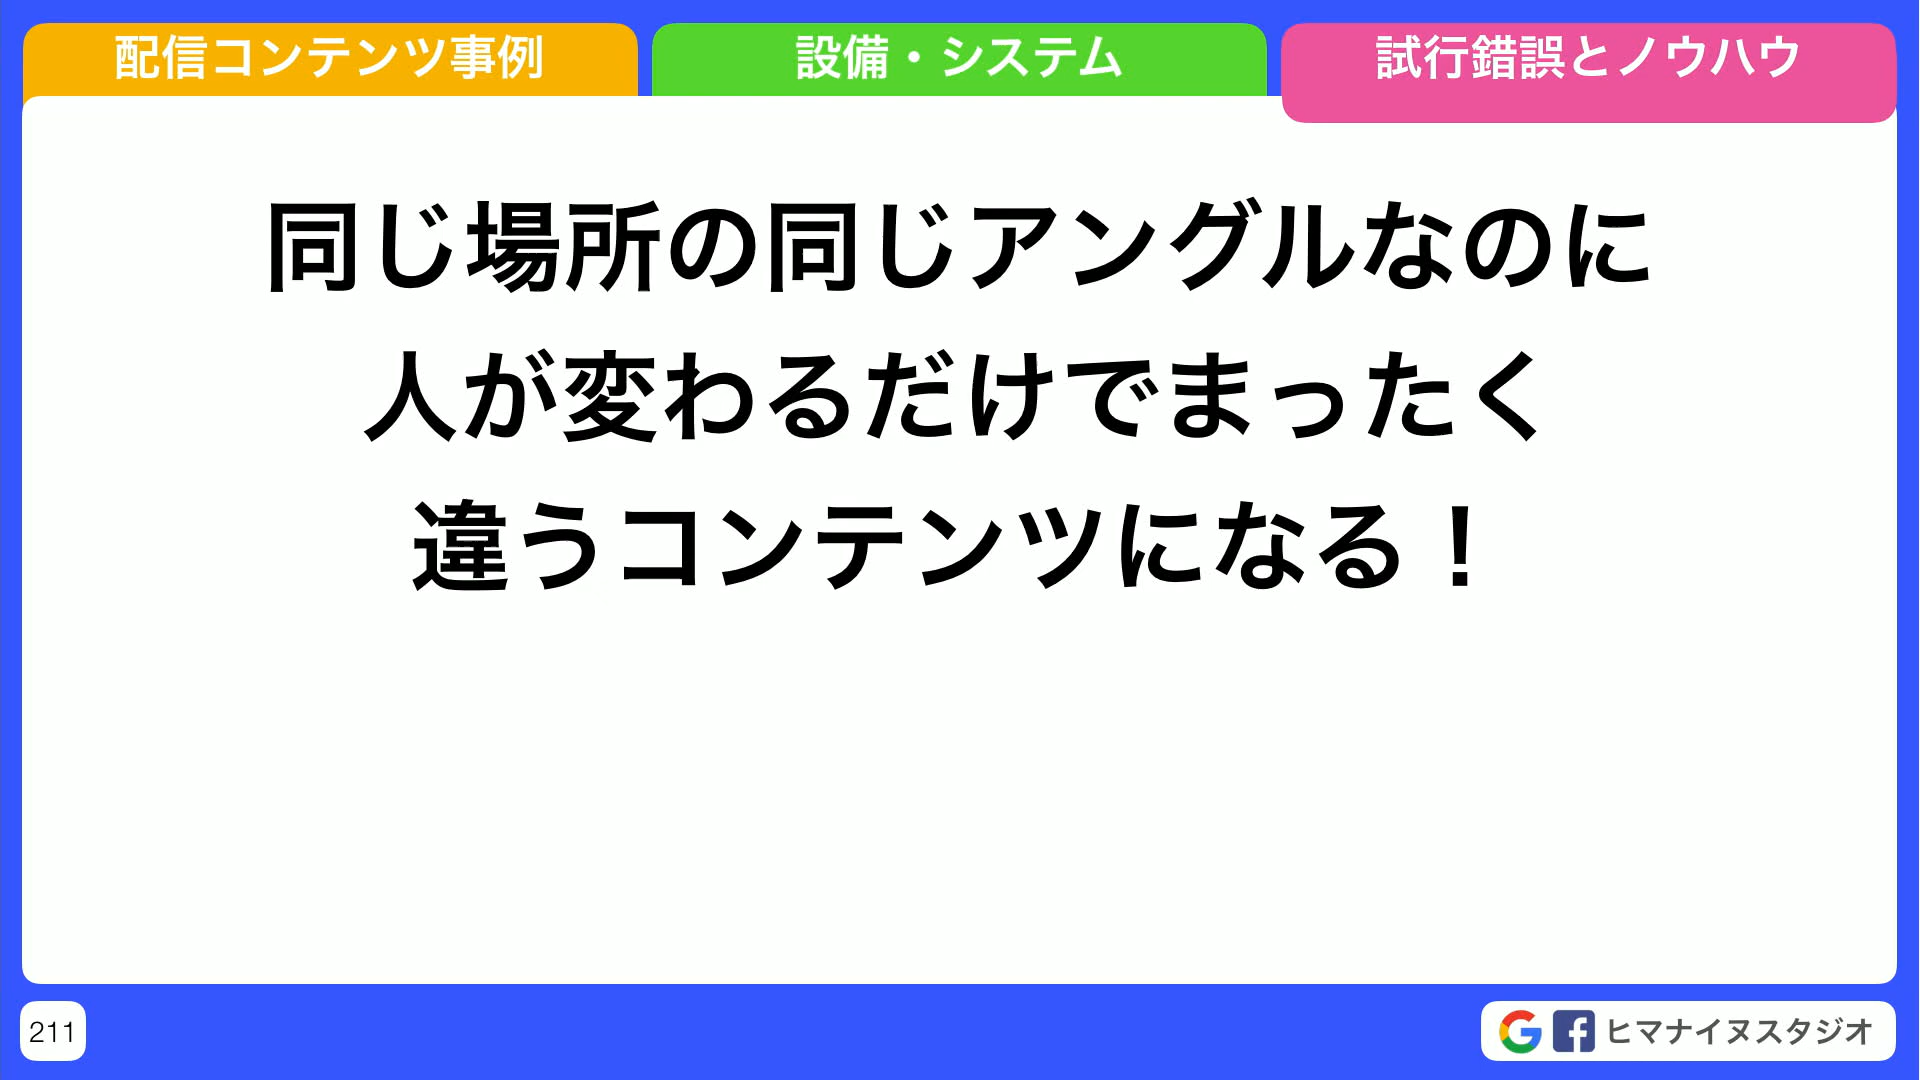 配信コンテンツ事例
設備・システム
試行錯誤とノウハウ
同じ場所の同じアングルなのに
人が変わるだけでまったく
違うコンテンツになる！
211
ヒマナイヌスタジオ